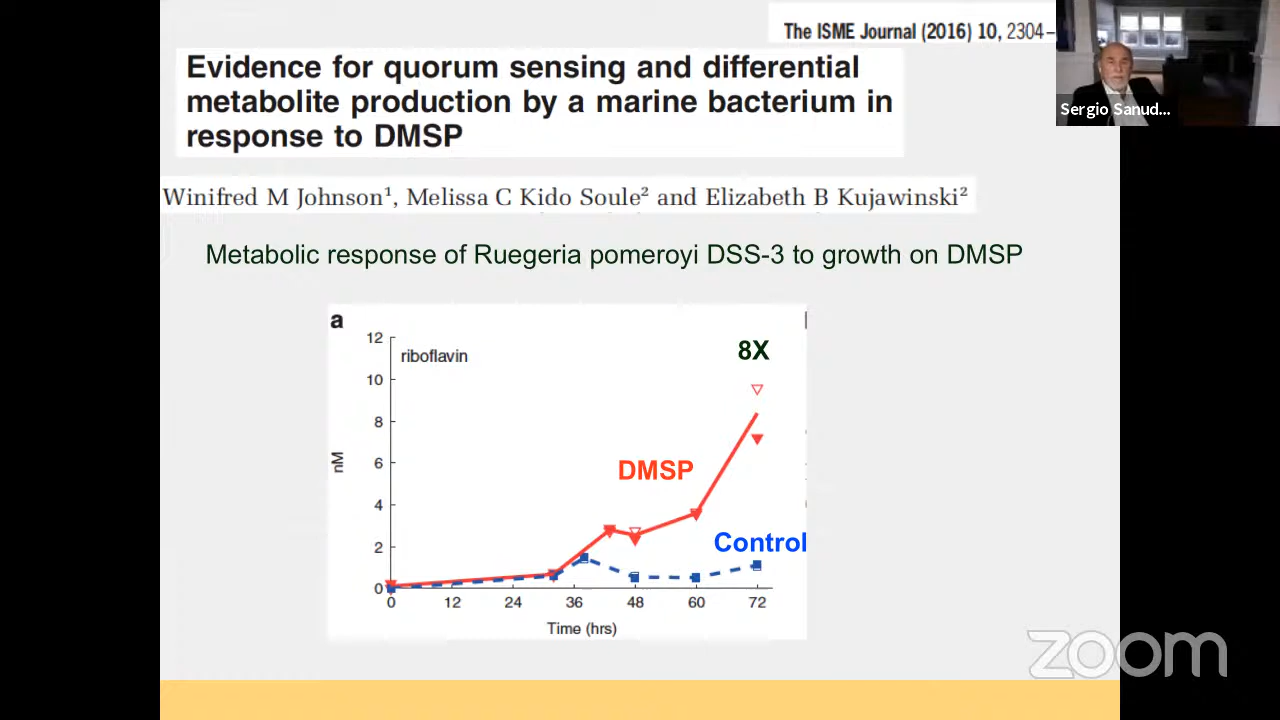 The ISME Journal (2016) 10, 2304–
Sergio Sanud...
Evidence for quorum sensing and differential
metabolite production by a marine bacterium in
response to DMSP
Winifred M Johnson¹, Melissa C Kido Soule² and Elizabeth B Kujawinski²
Metabolic response of Ruegeria pomeroyi DSS-3 to growth on DMSP
a
riboflavin
8X
12
10
8
6
4
2
0
nM
DMSP
Control
0 12 24 36 48 60 72
Time (hrs)
zoom